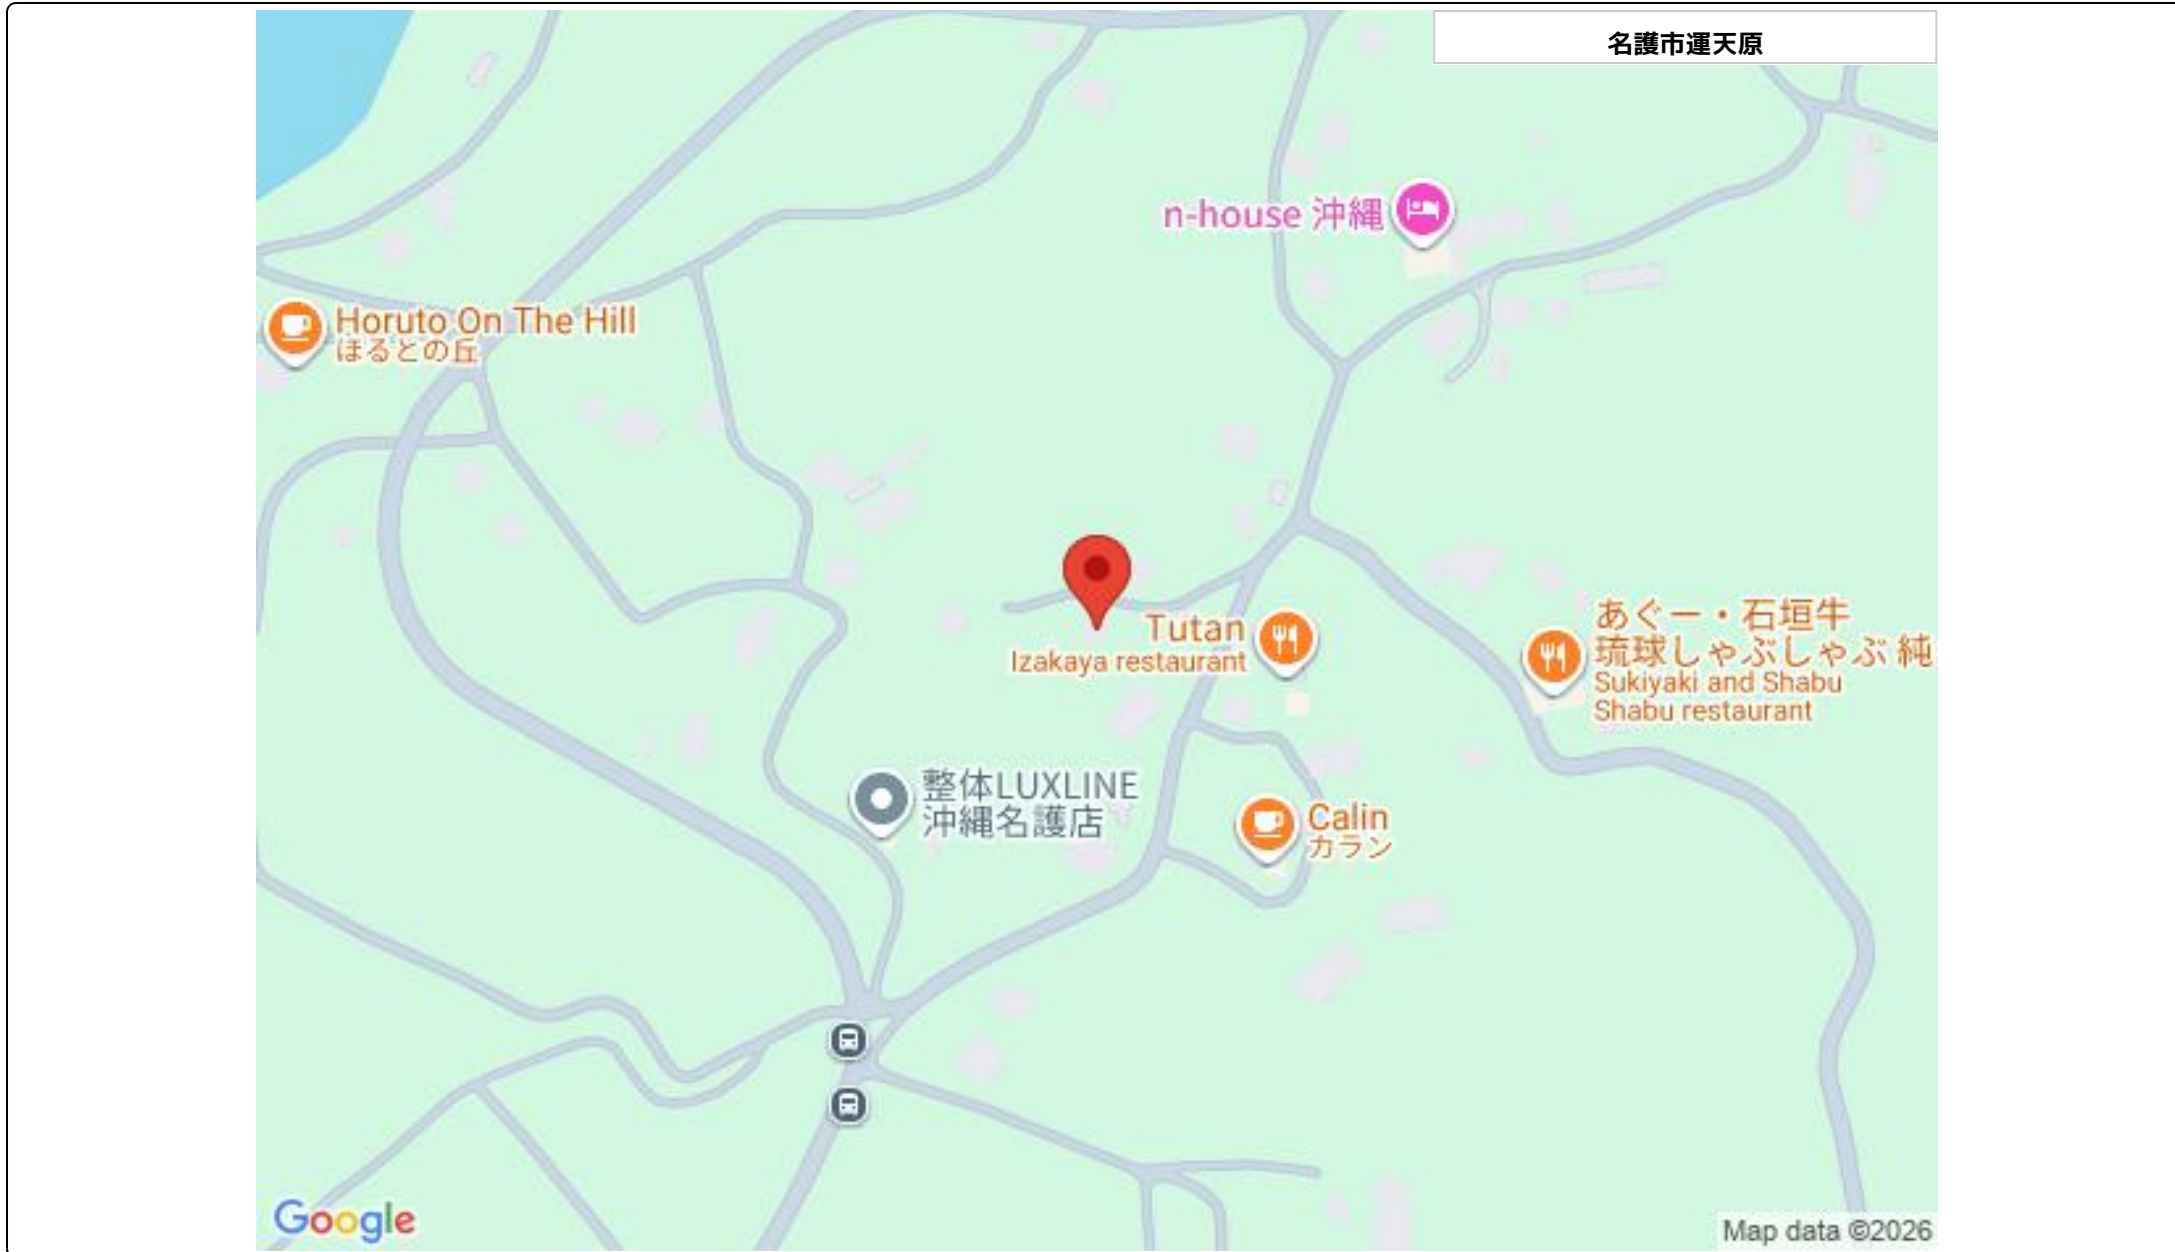 名護市運天原
n-house 沖縄
Horuto On The Hill
ほるとの丘
あぐー・石垣牛
琉球しゃぶしゃぶ 純
Sukiyaki and Shabu
Shabu restaurant
Tutan
Izakaya restaurant
整体LUXLINE
沖縄名護店
Calin
カラン
Google
Map data ©2026